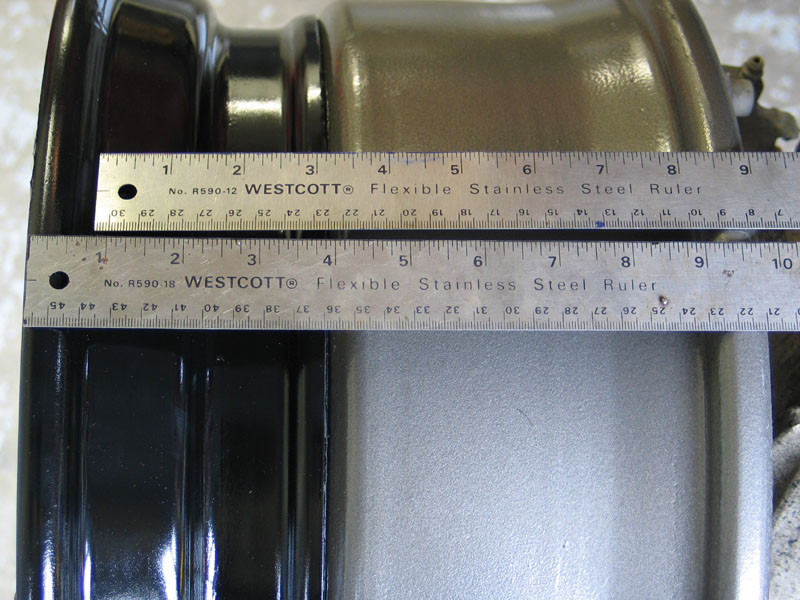 1 2 3 4 5 6 7 8 9
No. R590-12 WESTCOTT® Flexible Stainless Steel Ruler
30 29 28 27 26 25 24 23 22 21 20 19 18 17 16 15 14 13 12 11 10 9 8 7
1 2 3 4 5 6 7 8 9 10
No. R590-18 WESTCOTT® Flexible Stainless Steel Ruler
45 44 43 42 41 40 39 38 37 36 35 34 33 32 31 30 29 28 27 26 25 24 23 22 21